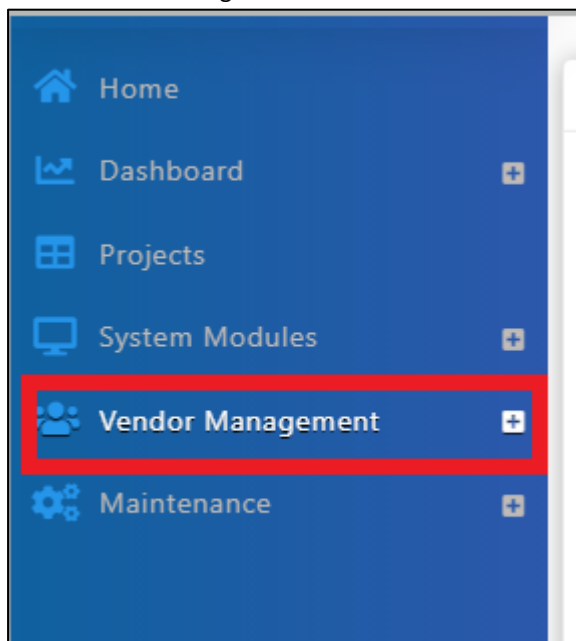 Home
Dashboard
Projects
System Modules
Vendor Management
Maintenance